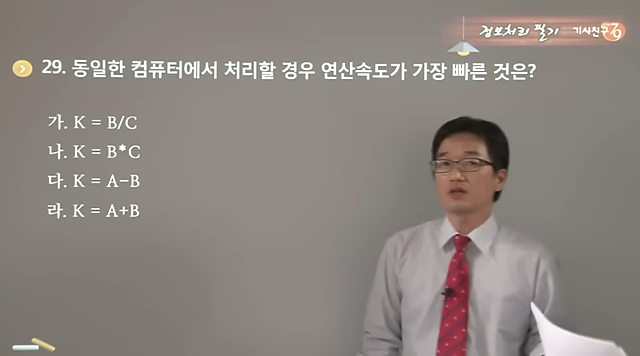 정보처리 필기 기사친구 79
29. 동일한 컴퓨터에서 처리할 경우 연산속도가 가장 빠른 것은?
가. K = B/C
나. K = B*C
다. K = A-B
라. K = A+B